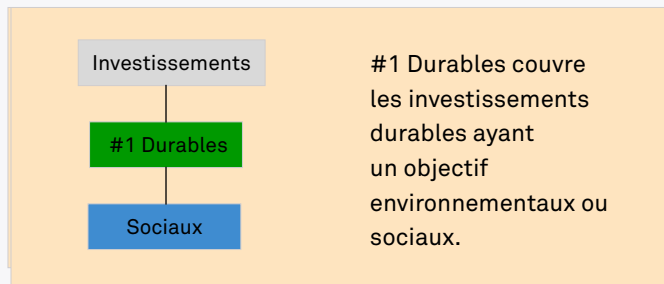 Investissements
#1 Durables
Sociaux
#1 Durables couvre
les investissements
durables ayant
un objectif
environnementaux ou
sociaux.